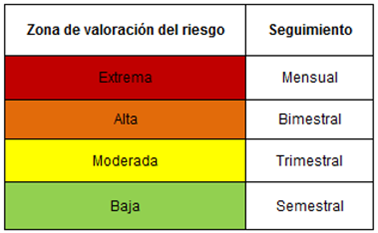 Zona de valoración del riesgo Seguimiento
Extrema Mensual
Alta Bimestral
Moderada Trimestral
Baja Semestral